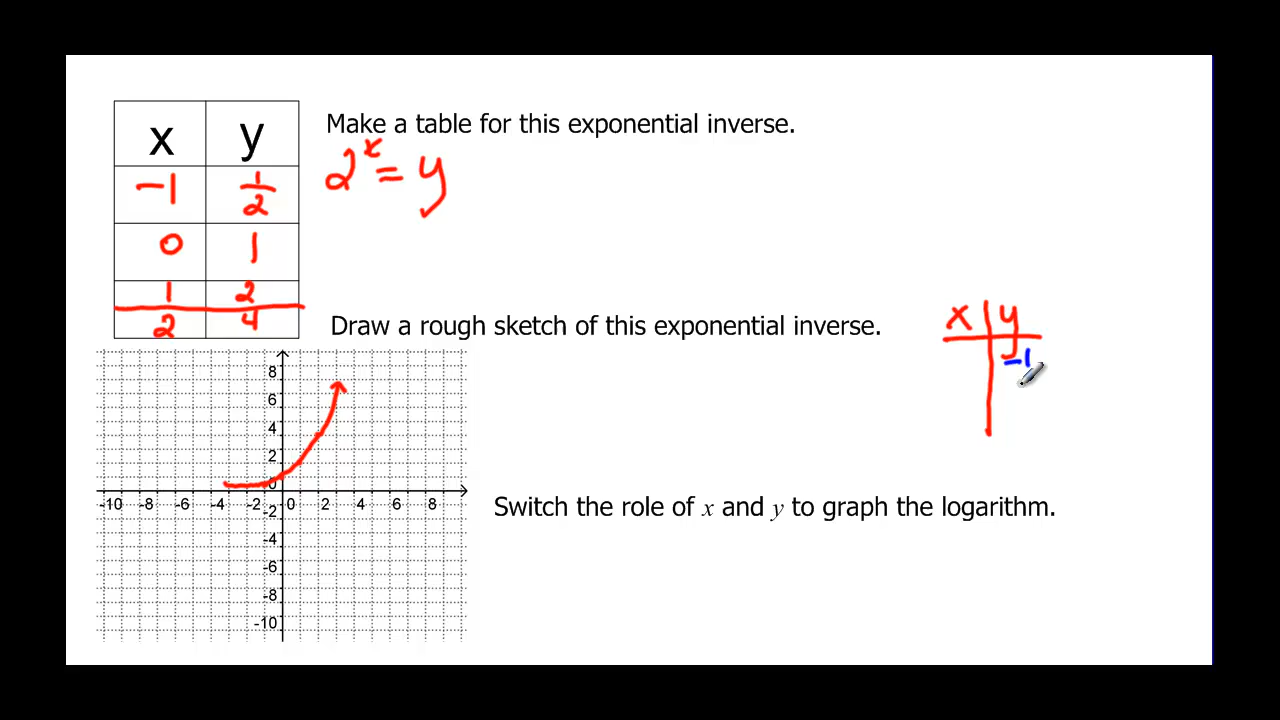 x y
Make a table for this exponential inverse.
2^x = y
-1 1/2
0 1
1 2
2 4
Draw a rough sketch of this exponential inverse.
x y
-1
8
6
4
2
0
-10 -8 -6 -4 -2 0 2 4 6 8
-2
-4
-6
-8
-10
Switch the role of x and y to graph the logarithm.